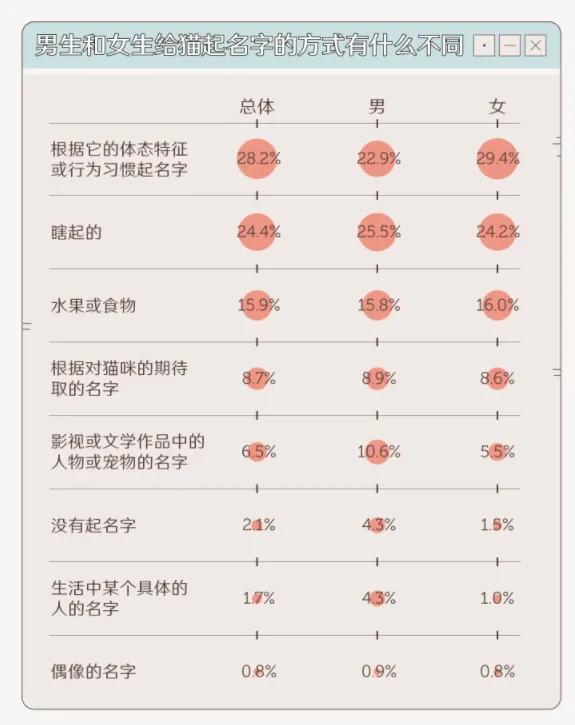 男生和女生给猫起名字的方式有什么不同
总体 男 女
根据它的体态特征
或行为习惯起名字
28.2% 22.9% 29.4%
瞎起的 24.4% 25.5% 24.2%
水果或食物 15.9% 15.8% 16.0%
根据对猫咪的期待
取的名字
8.7% 8.9% 8.6%
影视或文学作品中的
人物或宠物的名字
6.5% 10.6% 5.5%
没有起名字 2.1% 4.3% 1.5%
生活中某个具体的
人的名字
1.7% 4.3% 1.0%
偶像的名字 0.8% 0.9% 0.8%